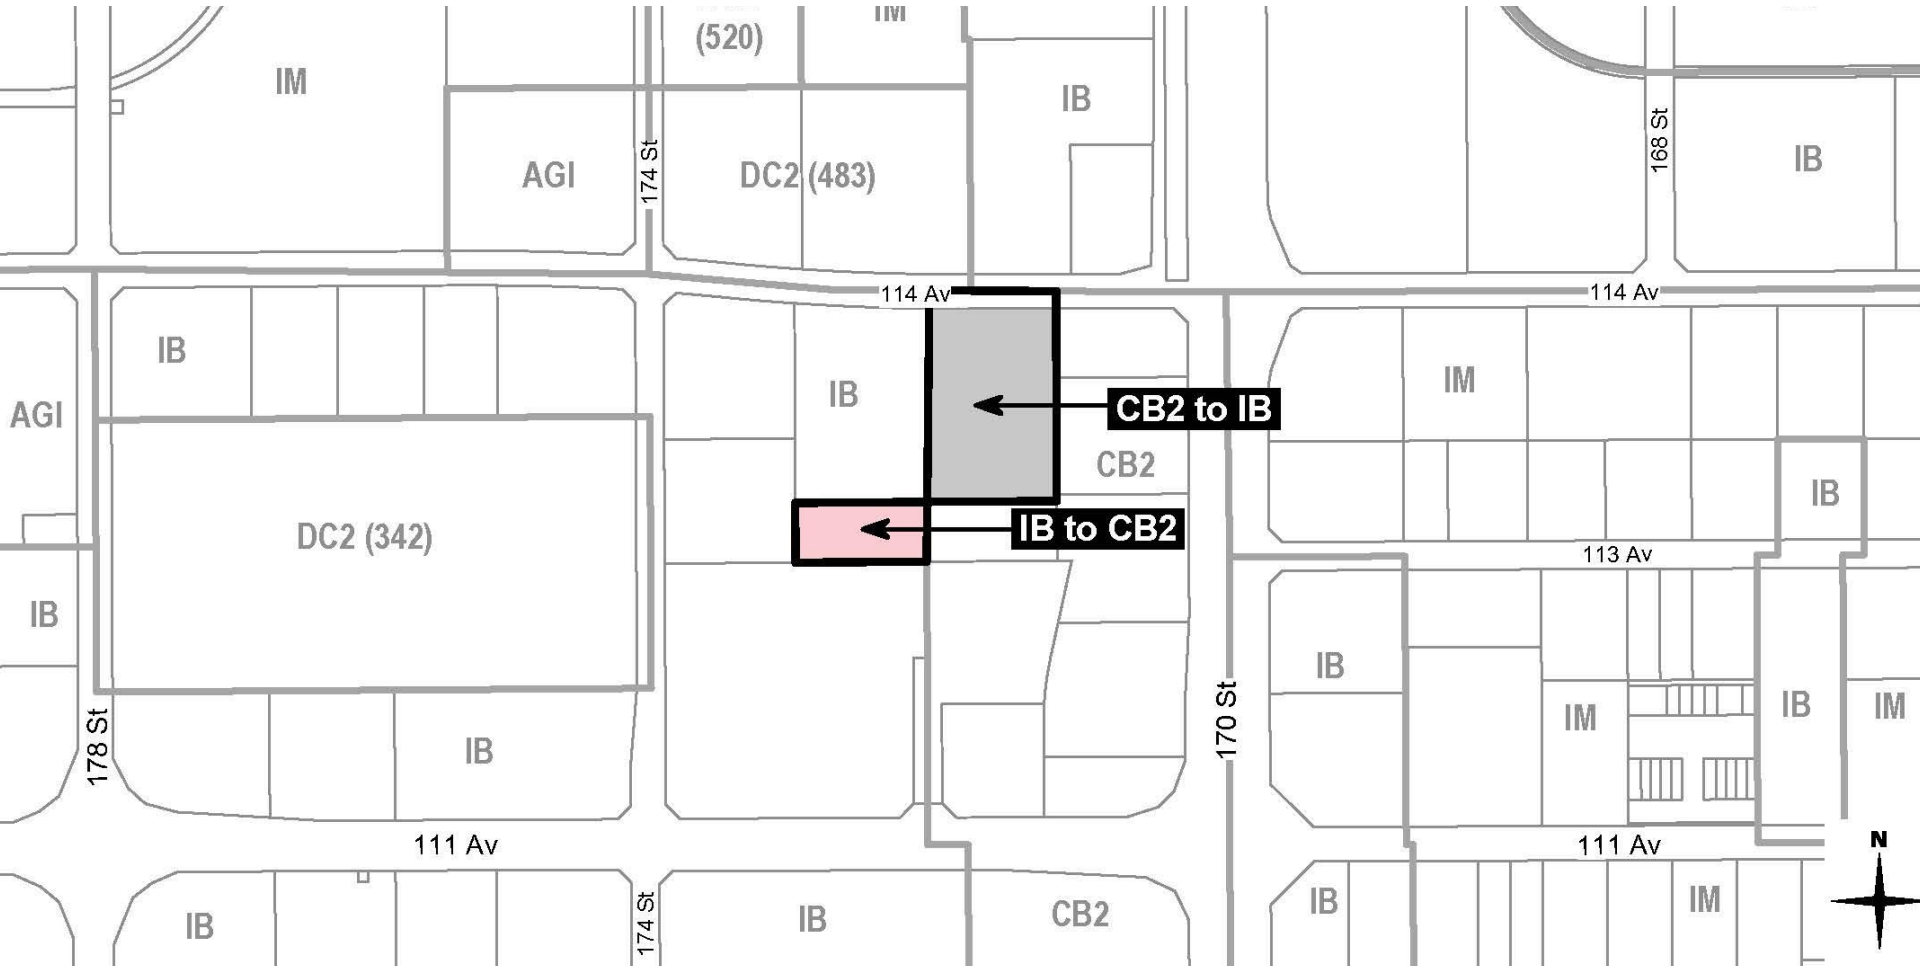 IM
(520)
IM
IB
168 St
IB
AGI
174 St
DC2 (483)
114 Av
114 Av
IB
IB
IM
AGI
CB2 to IB
CB2
IB
DC2 (342)
IB to CB2
113 Av
IB
IB
178 St
IB
170 St
IM
IB
IM
111 Av
111 Av
N
IB
174 St
IB
CB2
IB
IM